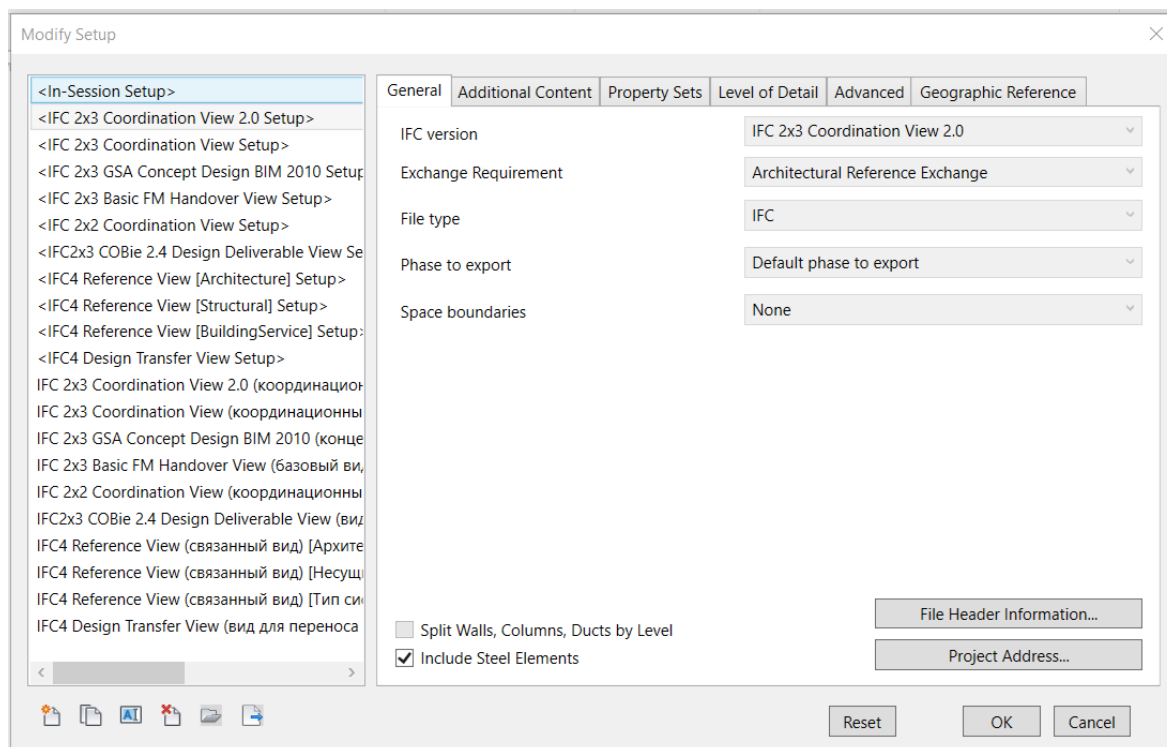 Modify Setup
<In-Session Setup>
<IFC 2x3 Coordination View 2.0 Setup>
<IFC 2x3 Coordination View Setup>
<IFC 2x3 GSA Concept Design BIM 2010 Setup
<IFC 2x3 Basic FM Handover View Setup>
<IFC 2x2 Coordination View Setup>
<IFC2x3 COBie 2.4 Design Deliverable View Se
<IFC4 Reference View [Architecture] Setup>
<IFC4 Reference View [Structural] Setup>
<IFC4 Reference View [BuildingService] Setup>
<IFC4 Design Transfer View Setup>
IFC 2x3 Coordination View 2.0 (координацион
IFC 2x3 Coordination View (координационны
IFC 2x3 GSA Concept Design BIM 2010 (конце
IFC 2x3 Basic FM Handover View (базовый ви
IFC 2x2 Coordination View (координационны
IFC2x3 COBie 2.4 Design Deliverable View (ви
IFC4 Reference View (связанный вид) [Архите
IFC4 Reference View (связанный вид) [Несущ
IFC4 Reference View (связанный вид) [Тип си
IFC4 Design Transfer View (вид для переноса
General Additional Content Property Sets Level of Detail Advanced Geographic Reference
IFC version IFC 2x3 Coordination View 2.0
Exchange Requirement Architectural Reference Exchange
File type IFC
Phase to export Default phase to export
Space boundaries None
File Header Information...
Split Walls, Columns, Ducts by Level
Include Steel Elements
Project Address...
Reset OK Cancel